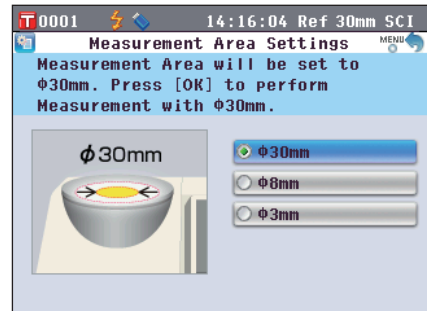 T0001 14:16:04 Ref 30mm SCI
Measurement Area Settings MENU
Measurement Area will be set to
Φ30mm. Press [OK] to perform
Measurement with Φ30mm.
ϕ30mm
Φ30mm
Φ8mm
Φ3mm